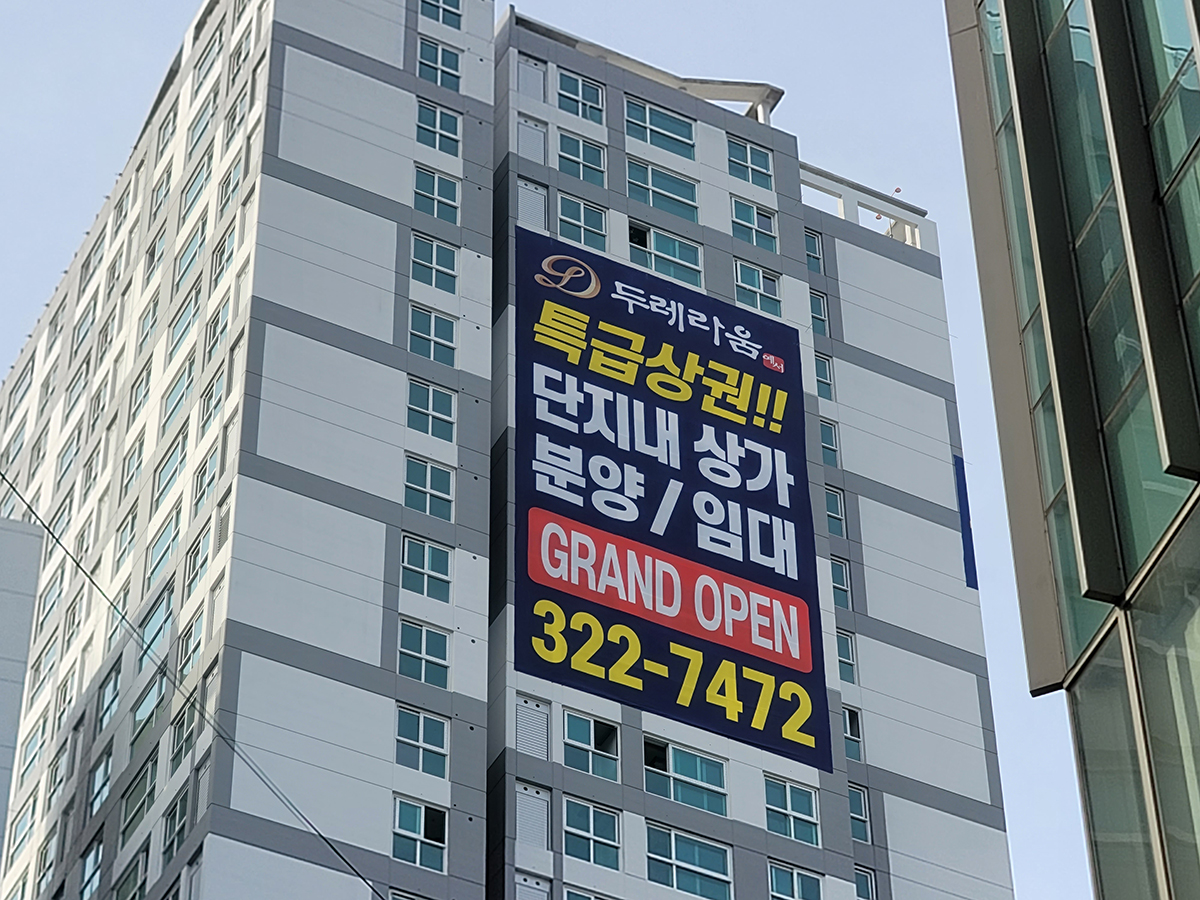 두레라움에서
특급상권!!
단지내 상가
분양 / 임대
GRAND OPEN
322-7472